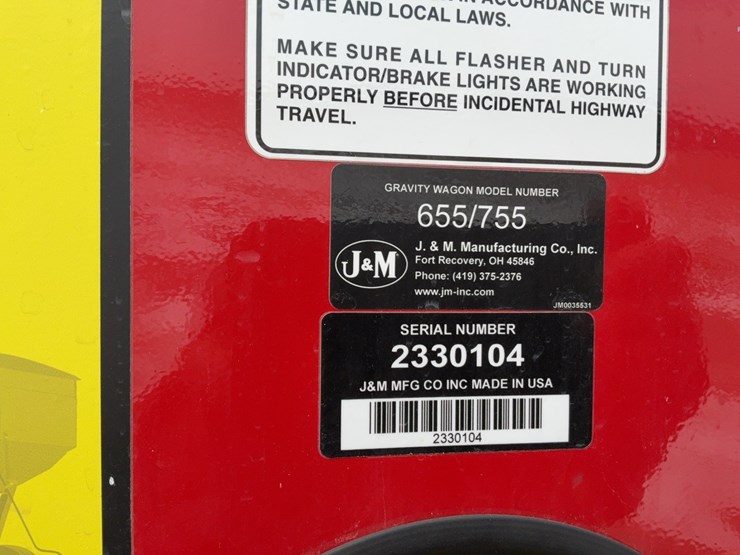 ACCORDANCE WITH
STATE AND LOCAL LAWS.
MAKE SURE ALL FLASHER AND TURN
INDICATOR/BRAKE LIGHTS ARE WORKING
PROPERLY BEFORE INCIDENTAL HIGHWAY
TRAVEL.
GRAVITY WAGON MODEL NUMBER
655/755
J&M
J. & M. Manufacturing Co., Inc.
Fort Recovery, OH 45846
Phone: (419) 375-2376
www.jm-inc.com
JM0035531
SERIAL NUMBER
2330104
J&M MFG CO INC MADE IN USA
2330104